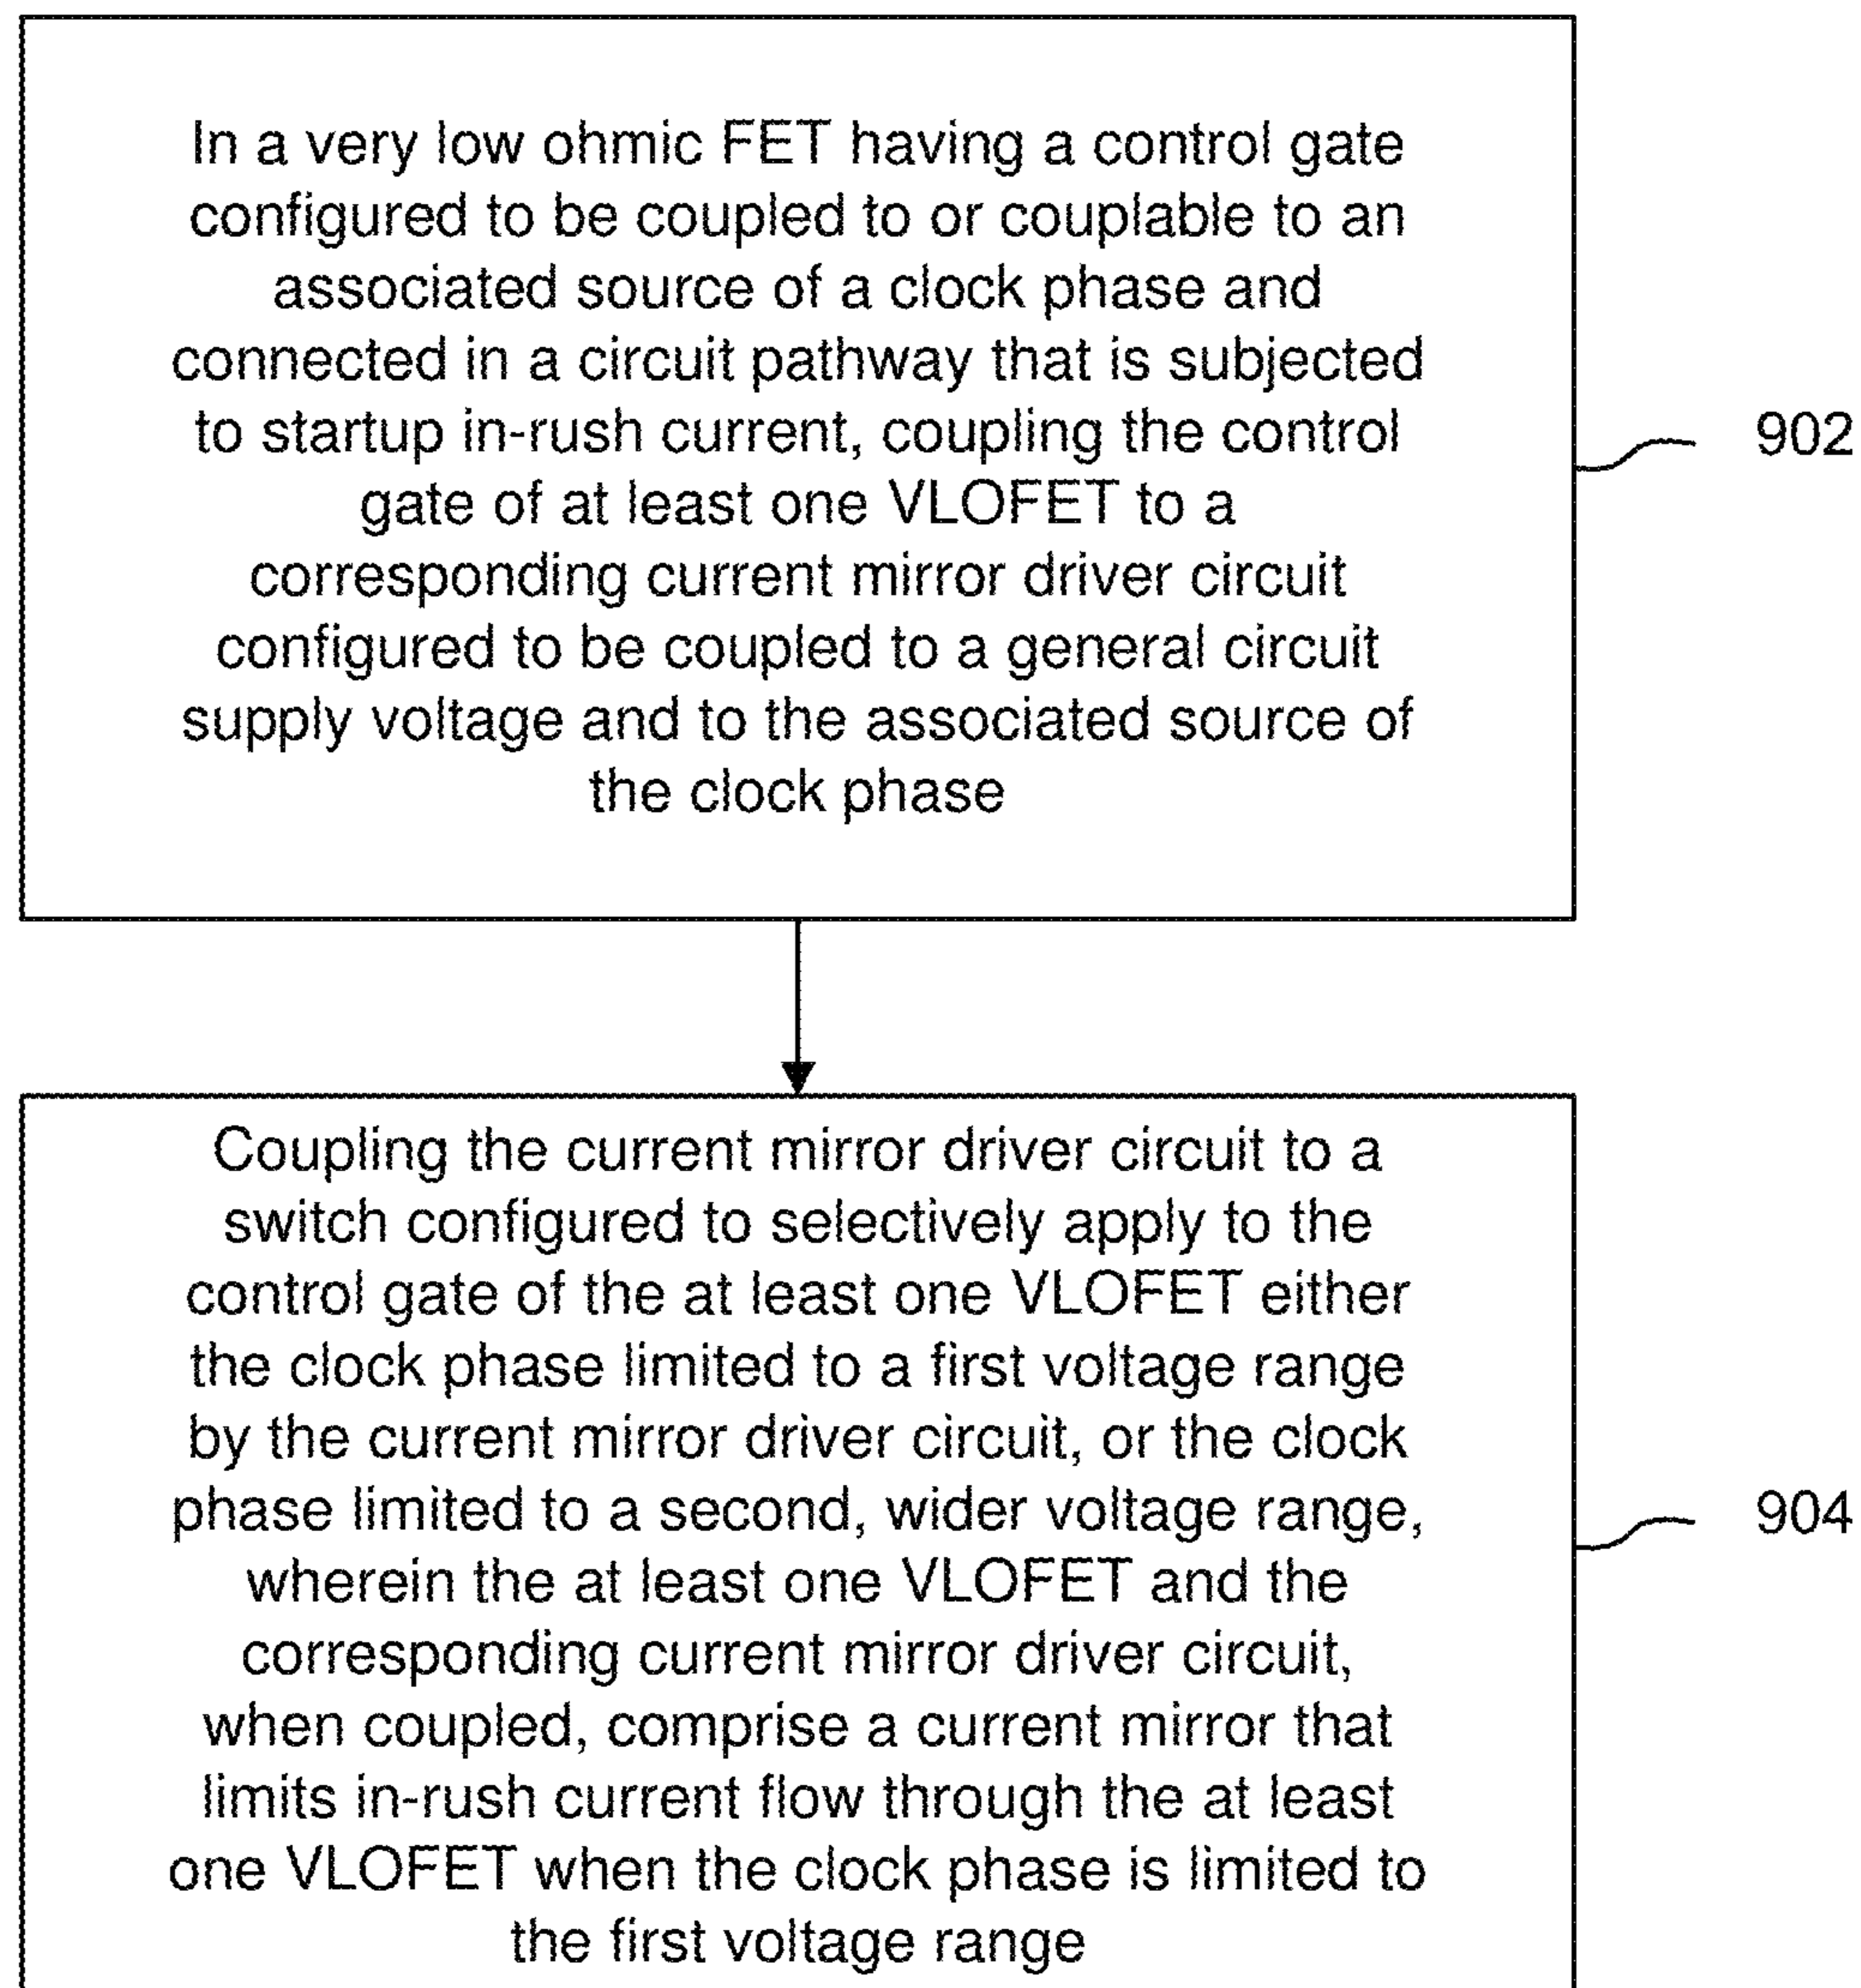 In a very low ohmic FET having a control gate
configured to be coupled to or couplable to an
associated source of a clock phase and
connected in a circuit pathway that is subjected
to startup in-rush current, coupling the control
gate of at least one VLOFET to a
corresponding current mirror driver circuit
configured to be coupled to a general circuit
supply voltage and to the associated source of
the clock phase
902
Coupling the current mirror driver circuit to a
switch configured to selectively apply to the
control gate of the at least one VLOFET either
the clock phase limited to a first voltage range
by the current mirror driver circuit, or the clock
phase limited to a second, wider voltage range,
wherein the at least one VLOFET and the
corresponding current mirror driver circuit,
when coupled, comprise a current mirror that
limits in-rush current flow through the at least
one VLOFET when the clock phase is limited to
the first voltage range
904